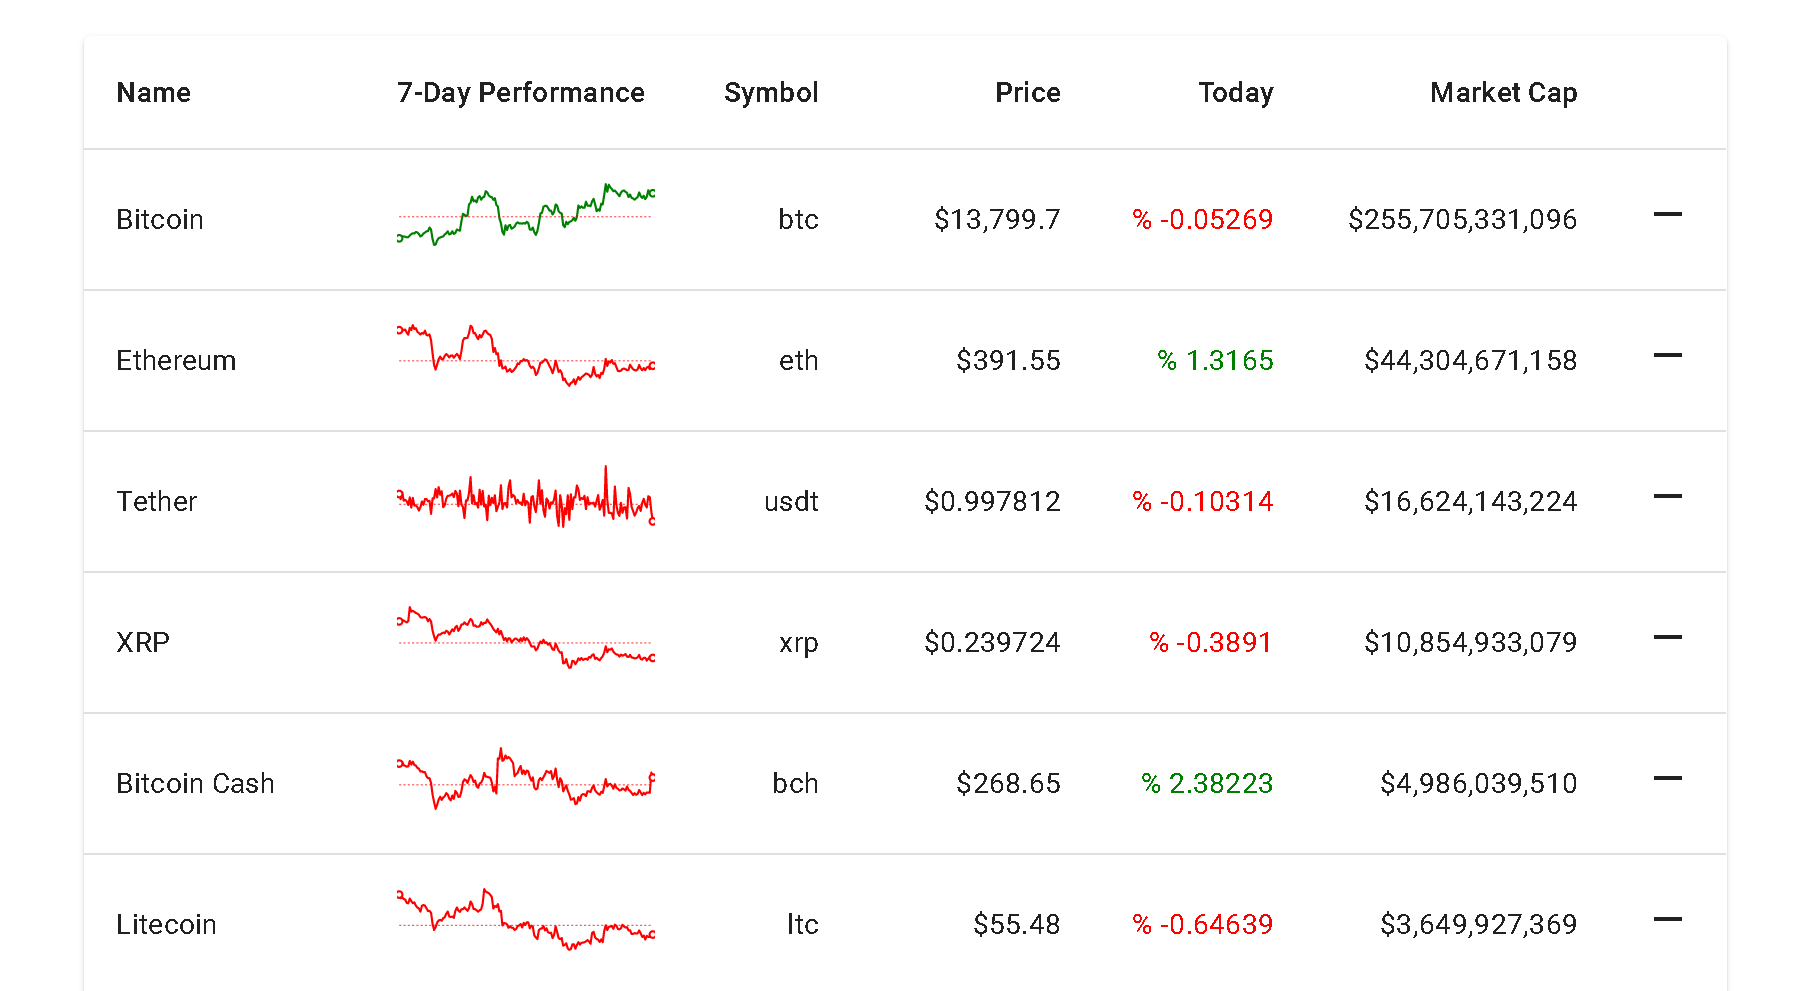 Name 7-Day Performance Symbol Price Today Market Cap
Bitcoin btc $13,799.7 % -0.05269 $255,705,331,096
Ethereum eth $391.55 % 1.3165 $44,304,671,158
Tether usdt $0.997812 % -0.10314 $16,624,143,224
XRP xrp $0.239724 % -0.3891 $10,854,933,079
Bitcoin Cash bch $268.65 % 2.38223 $4,986,039,510
Litecoin ltc $55.48 % -0.64639 $3,649,927,369